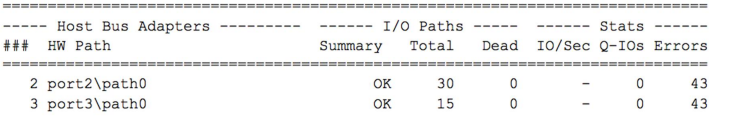 ==============================================================================
----- Host Bus Adapters --------- ------ I/O Paths ----- ------ Stats ------
### HW Path Summary Total Dead IO/Sec Q-IOs Errors
==============================================================================
2 port2\path0 OK 30 0 - 0 43
3 port3\path0 OK 15 0 - 0 43